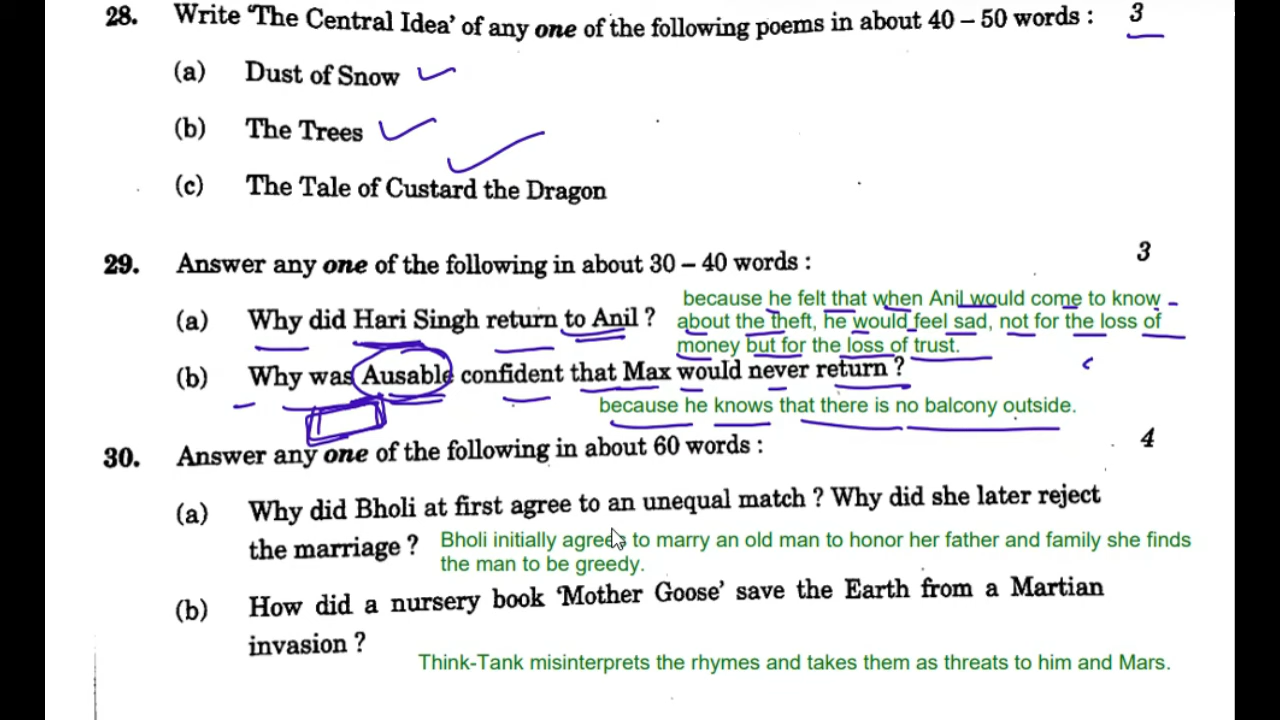 28. Write 'The Central Idea' of any one of the following poems in about 40 – 50 words : 3
(a) Dust of Snow
(b) The Trees
(c) The Tale of Custard the Dragon
29. Answer any one of the following in about 30 – 40 words : 3
because he felt that when Anil would come to know
(a) Why did Hari Singh return to Anil ? about the theft, he would feel sad, not for the loss of
money but for the loss of trust.
(b) Why was Ausable confident that Max would never return ?
because he knows that there is no balcony outside.
30. Answer any one of the following in about 60 words : 4
(a) Why did Bholi at first agree to an unequal match ? Why did she later reject
the marriage ? Bholi initially agrees to marry an old man to honor her father and family she finds
the man to be greedy.
(b) How did a nursery book 'Mother Goose' save the Earth from a Martian
invasion ?
Think-Tank misinterprets the rhymes and takes them as threats to him and Mars.